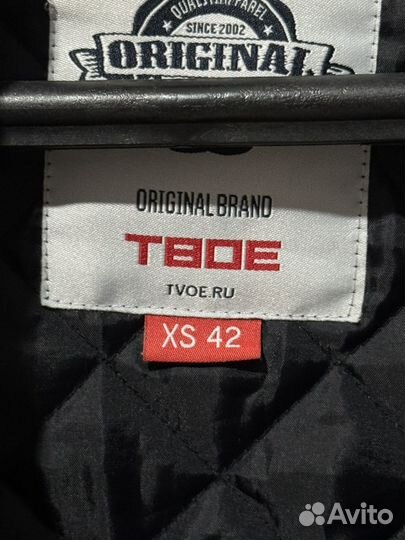 QUALITY APPAREL
SINCE 2002
ORIGINAL
ORIGINAL BRAND
ТВОЕ
TVOE.RU
XS 42
Avito